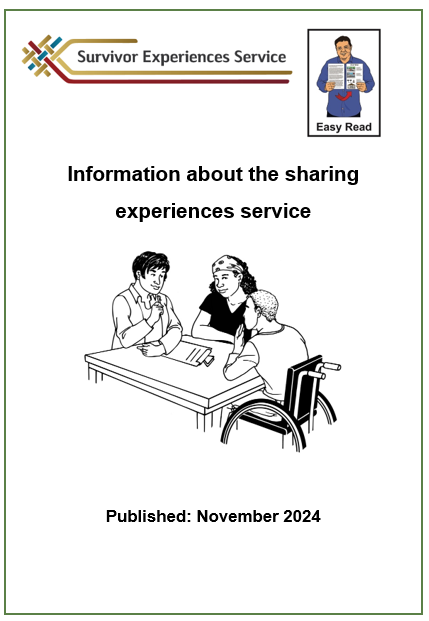 Survivor Experiences Service
Easy Read
Information about the sharing
experiences service
Published: November 2024